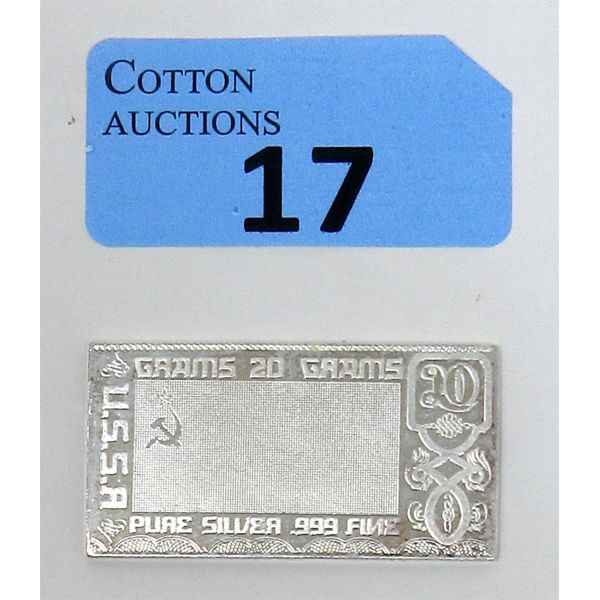 COTTON
AUCTIONS
17
GRAMS 20 GRAMS
20
U.S.S.R
PURE SILVER .999 FINE